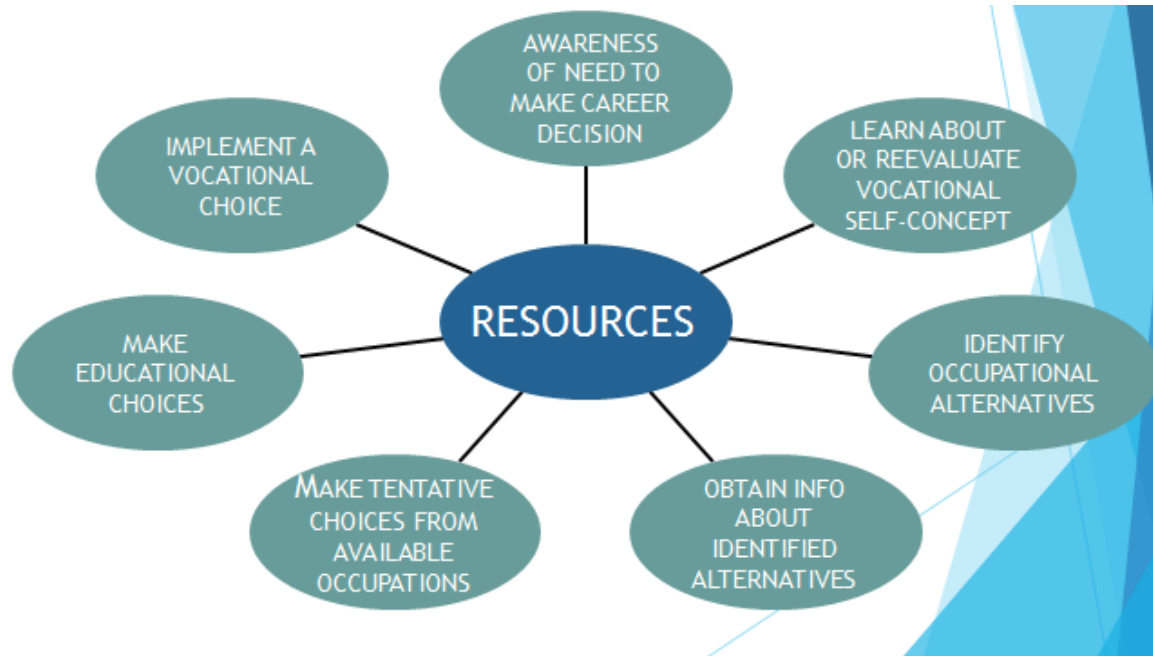 AWARENESS
OF NEED TO
MAKE CAREER
DECISION
LEARN ABOUT
OR REEVALUATE
VOCATIONAL
SELF-CONCEPT
IDENTIFY
OCCUPATIONAL
ALTERNATIVES
OBTAIN INFO
ABOUT
IDENTIFIED
ALTERNATIVES
MAKE TENTATIVE
CHOICES FROM
AVAILABLE
OCCUPATIONS
MAKE
EDUCATIONAL
CHOICES
IMPLEMENT A
VOCATIONAL
CHOICE
RESOURCES